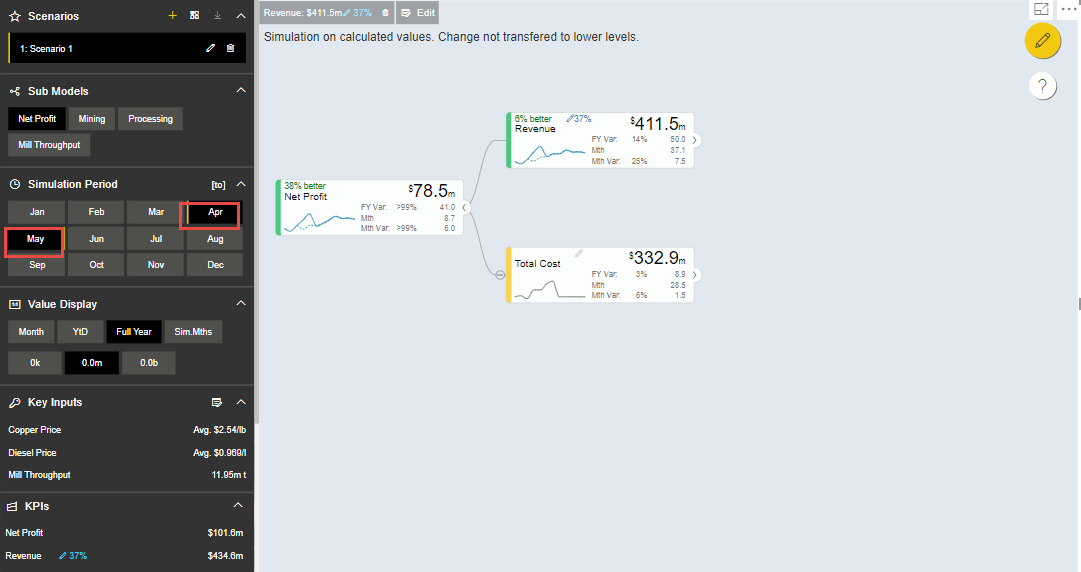 Scenarios
1: Scenario 1
Sub Models
Net Profit Mining Processing
Mill Throughput
Simulation Period [to]
Jan Feb Mar Apr
May Jun Jul Aug
Sep Oct Nov Dec
Value Display
Month YtD Full Year Sim.Mths
0k 0.0m 0.0b
Key Inputs
Copper Price Avg. $2.54/lb
Diesel Price Avg. $0.969/l
Mill Throughput 11.95m t
KPIs
Net Profit $101.6m
Revenue 37% $434.6m
Revenue: $411.5m 37% Edit
Simulation on calculated values. Change not transfered to lower levels.
38% better
Net Profit $78.5m
FY Var: >99% 41.0
Mth 8.7
Mth Var: >99% 6.0
6% better 37%
Revenue $411.5m
FY Var: 14% 50.0
Mth 37.1
Mth Var: 25% 7.5
Total Cost $332.9m
FY Var: 3% 8.9
Mth 28.5
Mth Var: 6% 1.5
?